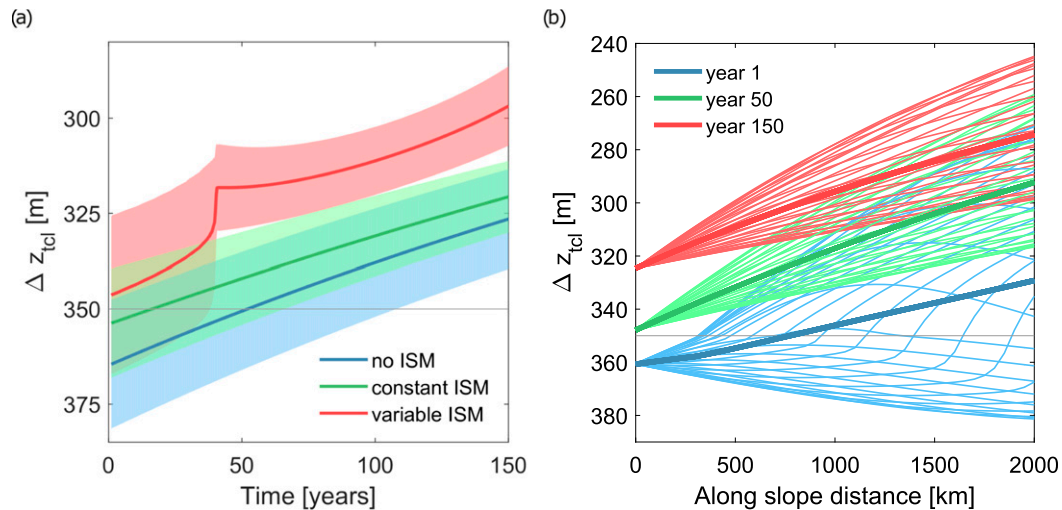 (a)
300
325
350
375
Δ z_tcl [m]
no ISM
constant ISM
variable ISM
0
50
100
150
Time [years]
(b)
240
260
280
300
320
340
360
380
Δ z_tcl [m]
year 1
year 50
year 150
0
500
1000
1500
2000
Along slope distance [km]